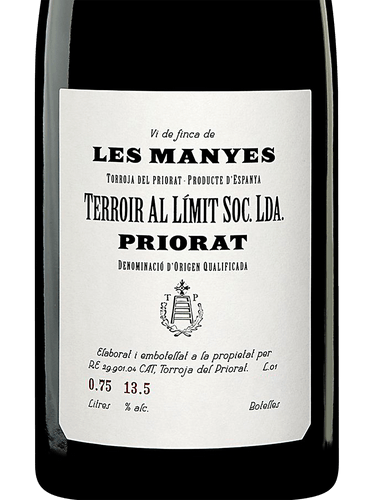 Vi de finca de
LES MANYES
TORROJA DEL PRIORAT · PRODUCTE D'ESPANYA
TERROIR AL LÍMIT SOC. LDA.
PRIORAT
DENOMINACIÓ D'ORIGEN QUALIFICADA
T P
Elaborat i embotellat a la propietat per
RE 29.901.04 CAT, Torroja del Priorat. L.01
0.75 13.5
Litres % alc. Botelles